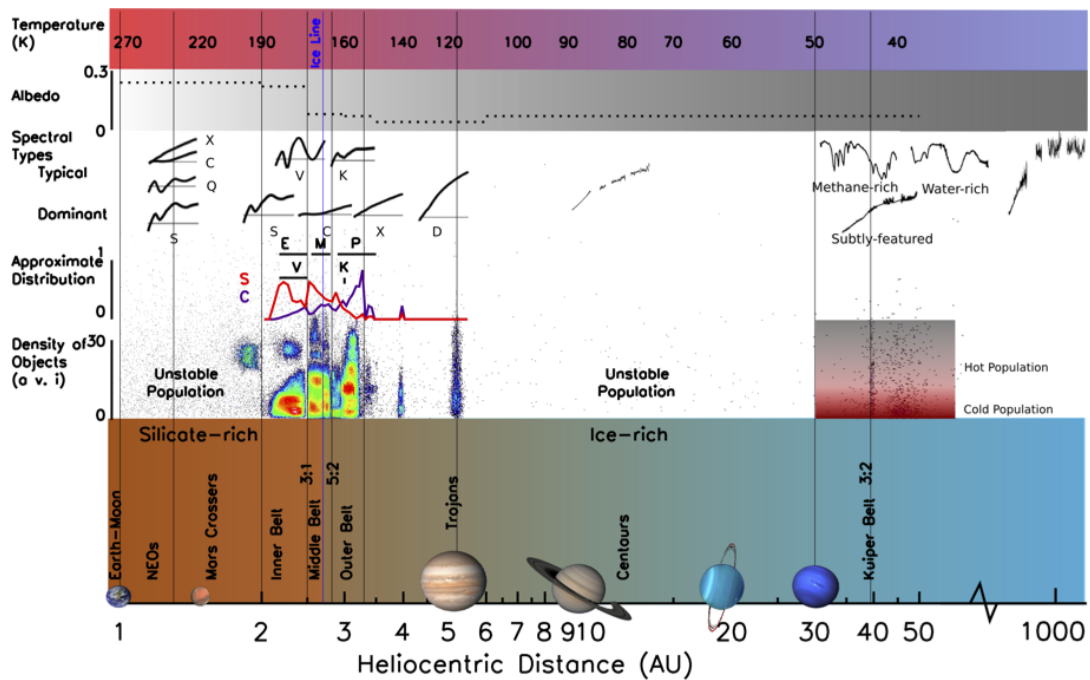 Temperature
(K)
270 220 190 Ice Line 160 140 120 100 90 80 70 60 50 40
0.3
Albedo
0
Spectral
Types
Typical
X
C
Q
V K
Methane-rich Water-rich
Dominant
S S C X D
Subtly-featured
E M P
V K
Approximate
Distribution
1
0
S
C
Density of
Objects
(a v. i)
30
0
Unstable
Population
Unstable
Population
Hot Population
Cold Population
Silicate-rich Ice-rich
Earth-Moon
NEOs
Mars Crossers
Inner Belt
3:1
Middle Belt
5:2
Outer Belt
Trojans
Centaurs
Kuiper Belt 3:2
1 2 3 4 5 6 7 8 9 10 20 30 40 50 1000
Heliocentric Distance (AU)